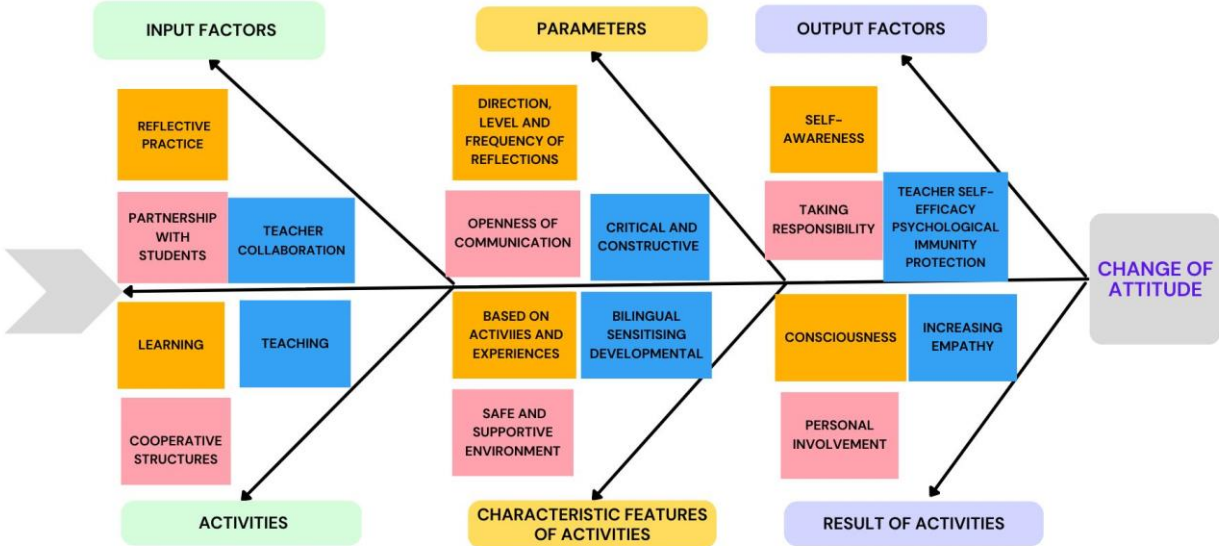 INPUT FACTORS
PARAMETERS
OUTPUT FACTORS
REFLECTIVE
PRACTICE
DIRECTION,
LEVEL AND
FREQUENCY OF
REFLECTIONS
SELF-
AWARENESS
PARTNERSHIP
WITH
STUDENTS
TEACHER
COLLABORATION
OPENNESS OF
COMMUNICATION
CRITICAL AND
CONSTRUCTIVE
TAKING
RESPONSIBILITY
TEACHER SELF-
EFFICACY
PSYCHOLOGICAL
IMMUNITY
PROTECTION
CHANGE OF
ATTITUDE
LEARNING
TEACHING
BASED ON
ACTIVIIES AND
EXPERIENCES
BILINGUAL
SENSITISING
DEVELOPMENTAL
CONSCIOUSNESS
INCREASING
EMPATHY
COOPERATIVE
STRUCTURES
SAFE AND
SUPPORTIVE
ENVIRONMENT
PERSONAL
INVOLVEMENT
ACTIVITIES
CHARACTERISTIC FEATURES
OF ACTIVITIES
RESULT OF ACTIVITIES